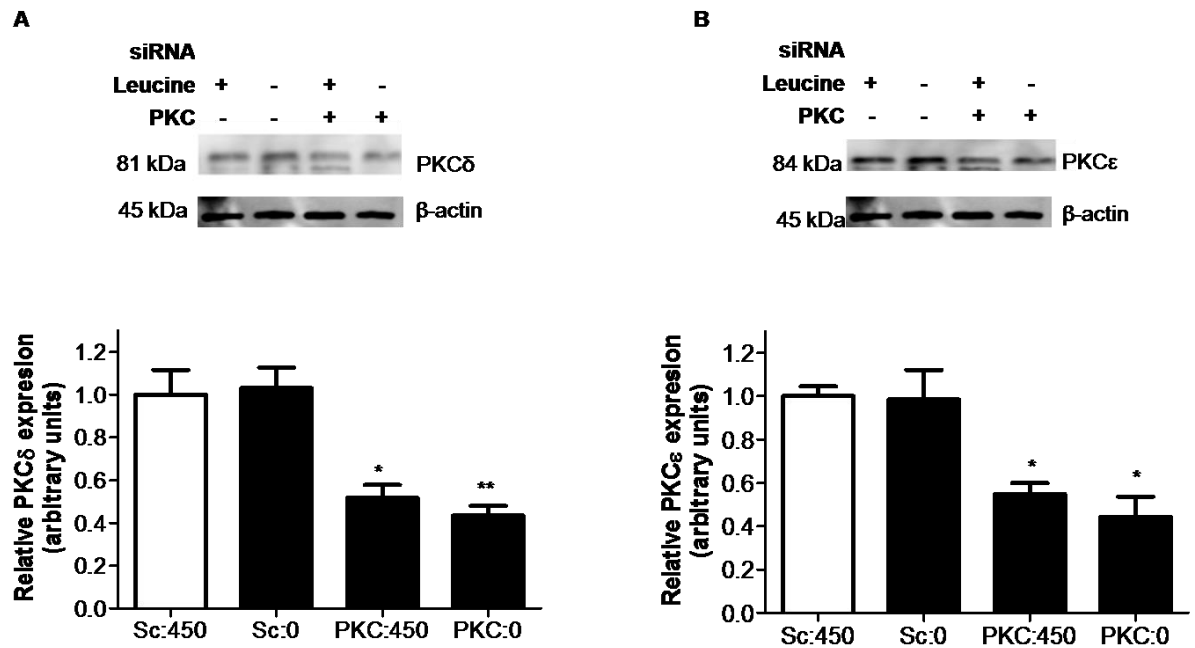 A
siRNA
Leucine + - + -
PKC - - + +
81 kDa PKCδ
45 kDa β-actin
Relative PKCδ expresion
(arbitrary units)
1.2
1.0
0.8
0.6
0.4
0.2
0.0
* **
Sc:450 Sc:0 PKC:450 PKC:0
B
siRNA
Leucine + - + -
PKC - - + +
84 kDa PKCε
45 kDa β-actin
Relative PKCε expresion
(arbitrary units)
1.2
1.0
0.8
0.6
0.4
0.2
0.0
* *
Sc:450 Sc:0 PKC:450 PKC:0